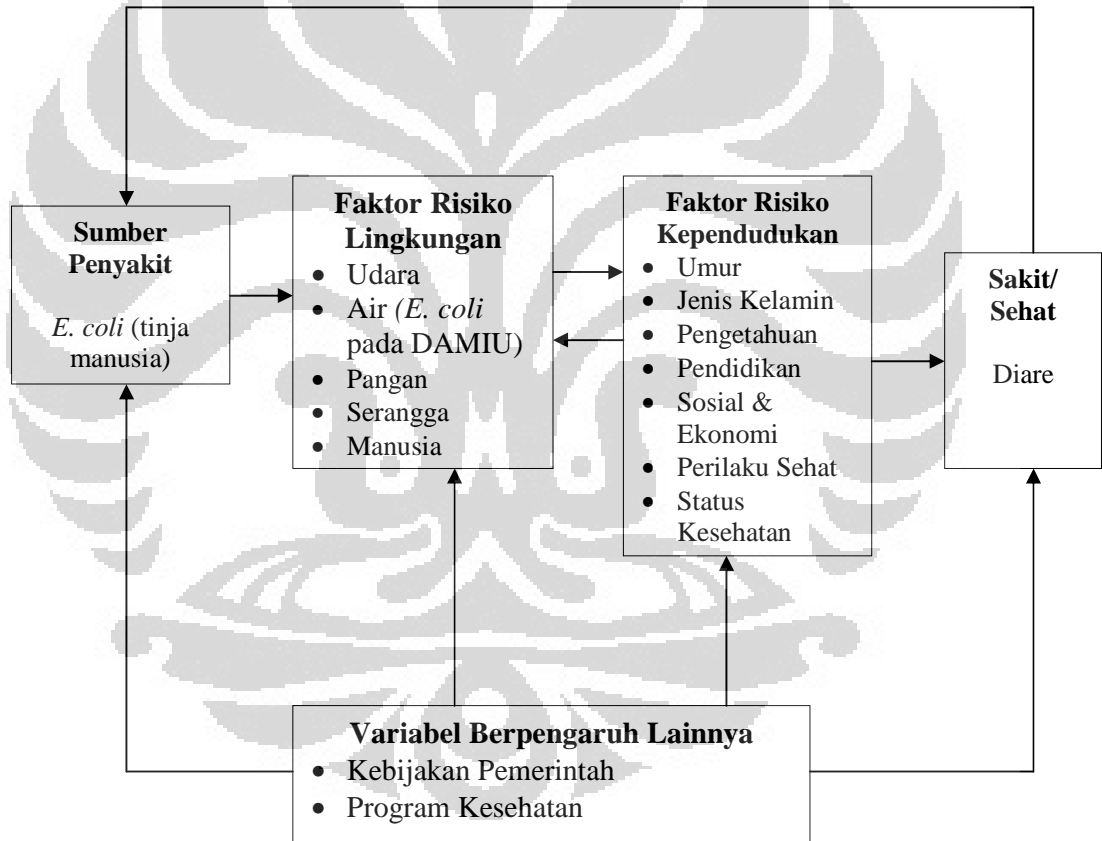 Sumber
Penyakit
E. coli (tinja
manusia)
Faktor Risiko
Lingkungan
• Udara
• Air (E. coli
pada DAMIU)
• Pangan
• Serangga
• Manusia
Faktor Risiko
Kependudukan
• Umur
• Jenis Kelamin
• Pengetahuan
• Pendidikan
• Sosial &
Ekonomi
• Perilaku Sehat
• Status
Kesehatan
Sakit/
Sehat
Diare
Variabel Berpengaruh Lainnya
• Kebijakan Pemerintah
• Program Kesehatan